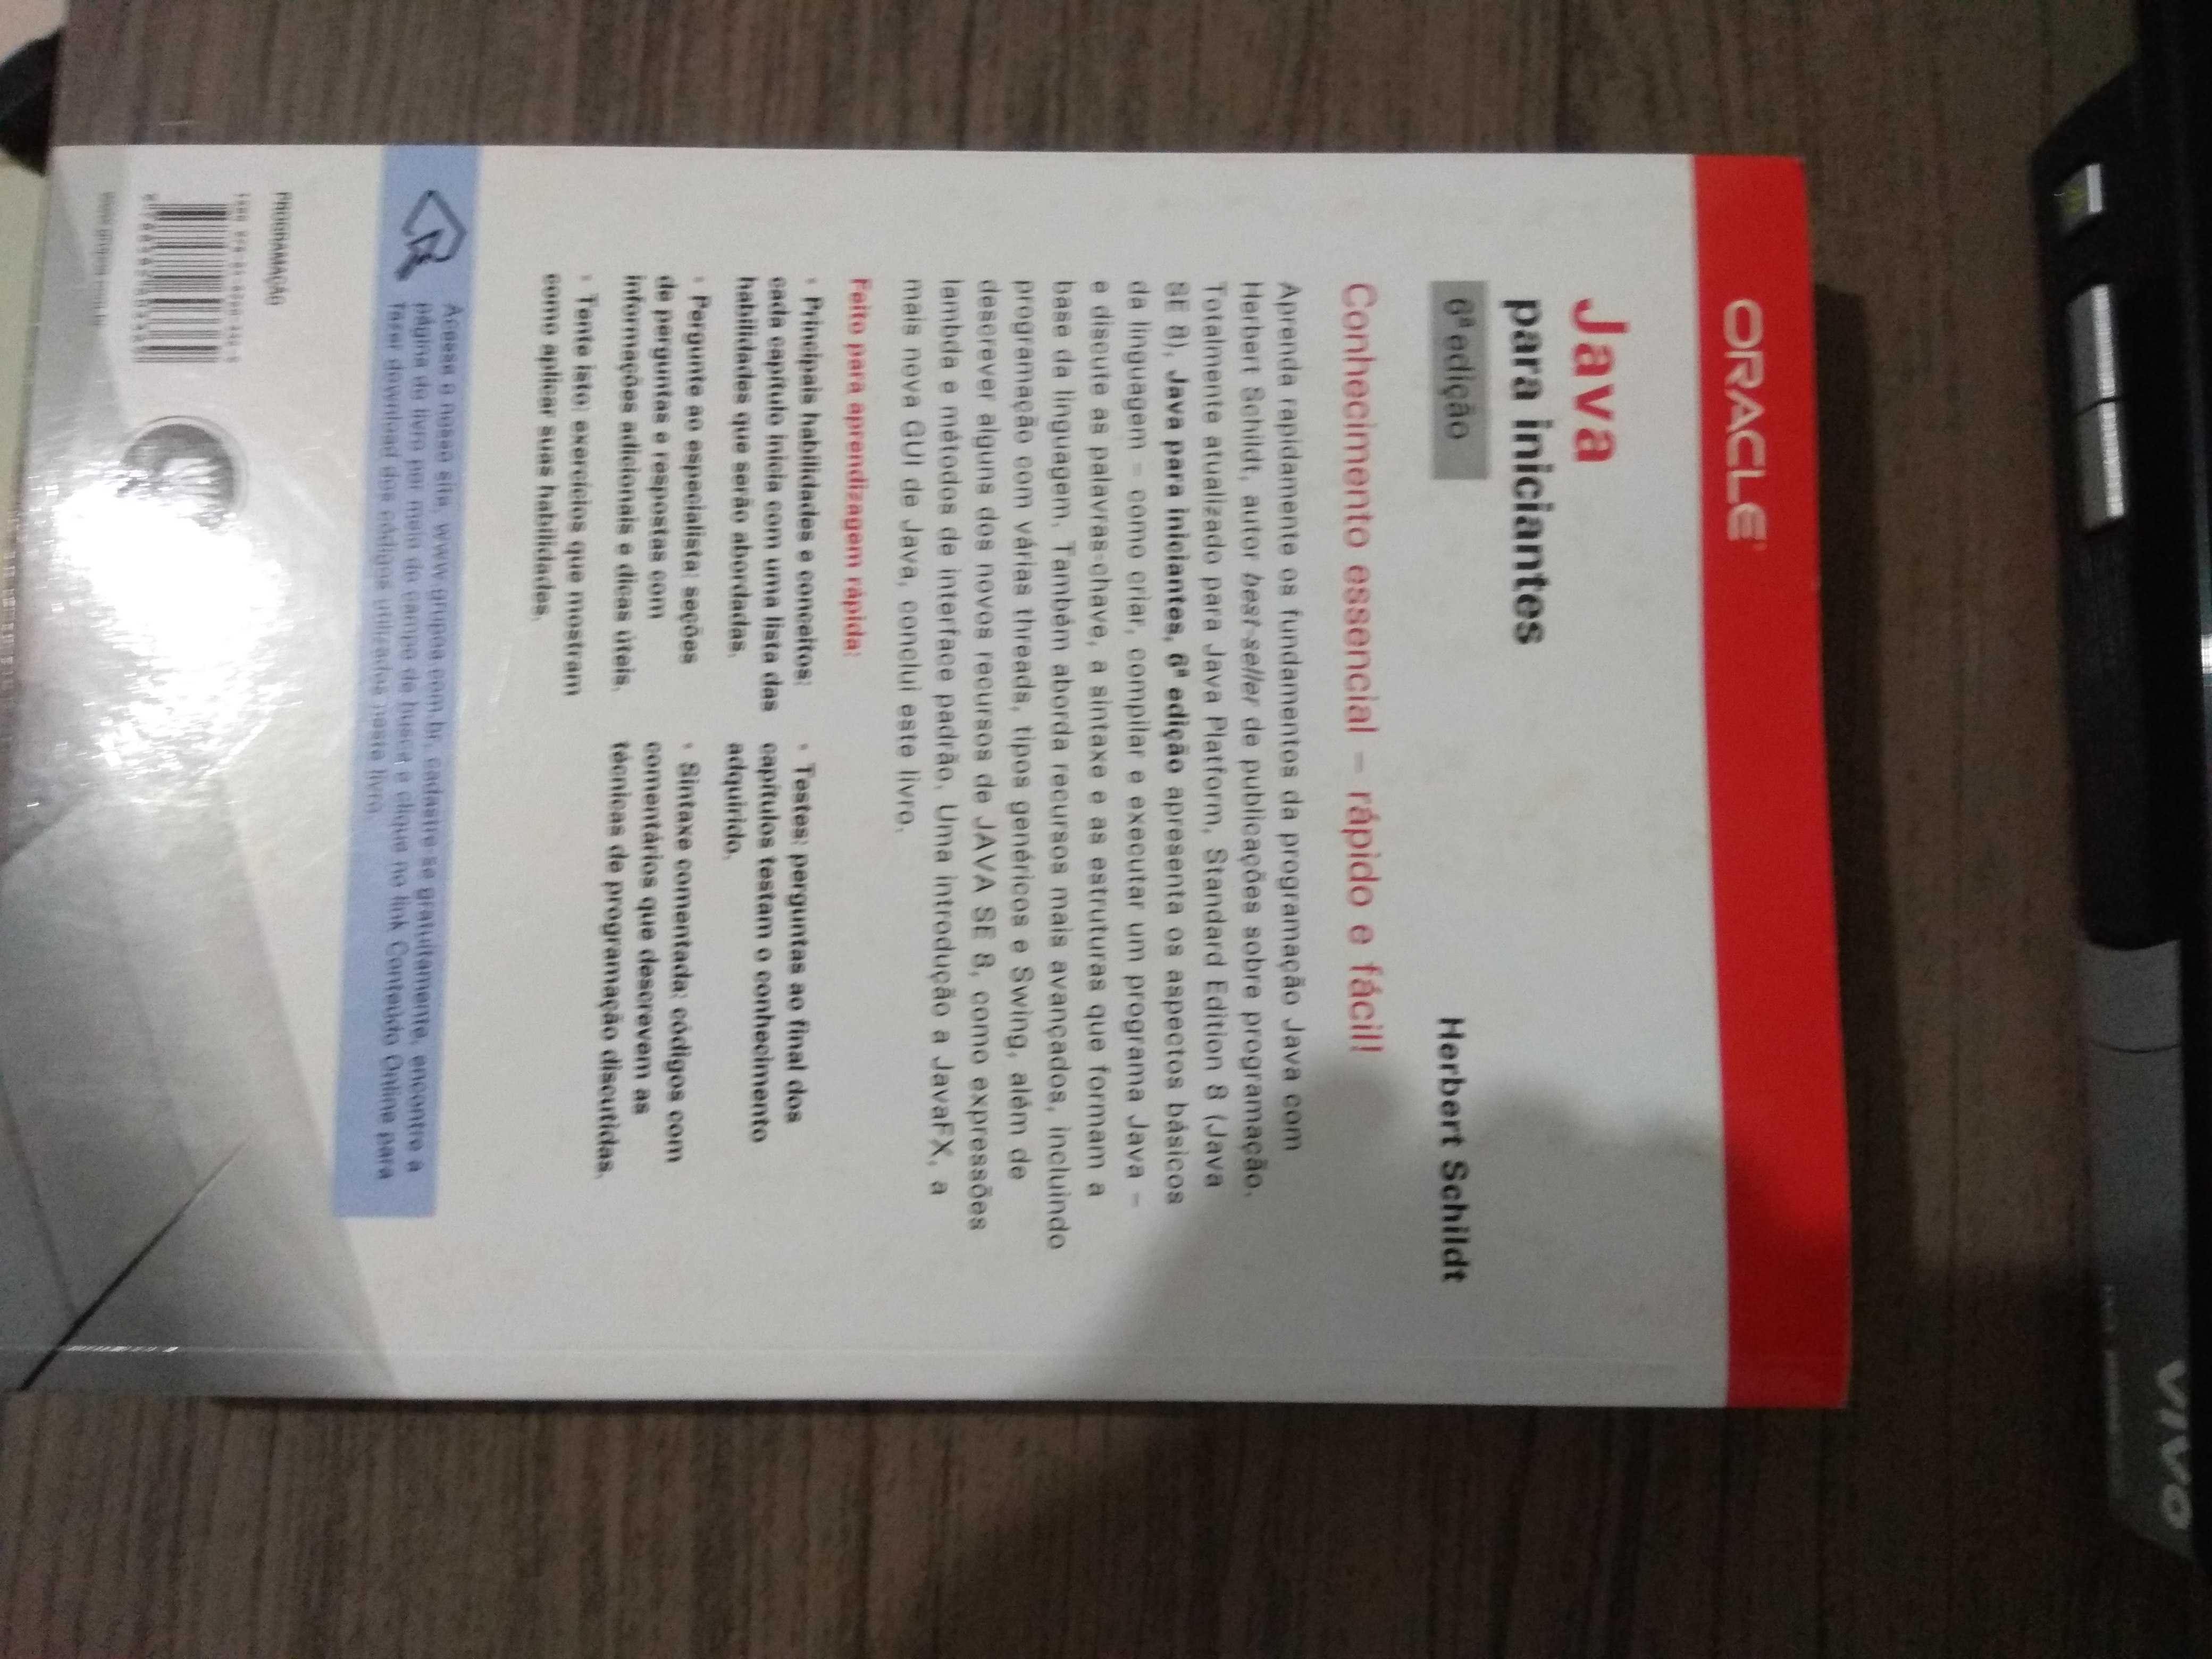 ORACLE
Java
para iniciantes
6ª edição
Herbert Schildt
Conhecimento essencial – rápido e fácil!
Aprenda rapidamente os fundamentos da programação Java com
Herbert Schildt, autor best-seller de publicações sobre programação.
Totalmente atualizado para Java Platform, Standard Edition 8 (Java
SE 8), Java para iniciantes, 6ª edição apresenta os aspectos básicos
da linguagem – como criar, compilar e executar um programa Java –
e discute as palavras-chave, a sintaxe e as estruturas que formam a
base da linguagem. Também aborda recursos mais avançados, incluindo
programação com várias threads, tipos genéricos e Swing, além de
descrever alguns dos novos recursos de JAVA SE 8, como expressões
lambda e métodos de interface padrão. Uma introdução a JavaFX, a
mais nova GUI de Java, conclui este livro.
Feito para aprendizagem rápida:
• Principais habilidades e conceitos:
cada capítulo inicia com uma lista das
habilidades que serão abordadas.
• Pergunte ao especialista: seções
de perguntas e respostas com
informações adicionais e dicas úteis.
• Tente isto: exercícios que mostram
como aplicar suas habilidades.
• Testes: perguntas ao final dos
capítulos testam o conhecimento
adquirido.
• Sintaxe comentada: códigos com
comentários que descrevem as
técnicas de programação discutidas.
Acesse o nosso site, www.grupoa.com.br, cadastre-se gratuitamente, encontre a
página do livro por meio do campo de busca e clique no link Conteúdo Online para
fazer download dos códigos utilizados neste livro.
PROGRAMAÇÃO
vivo